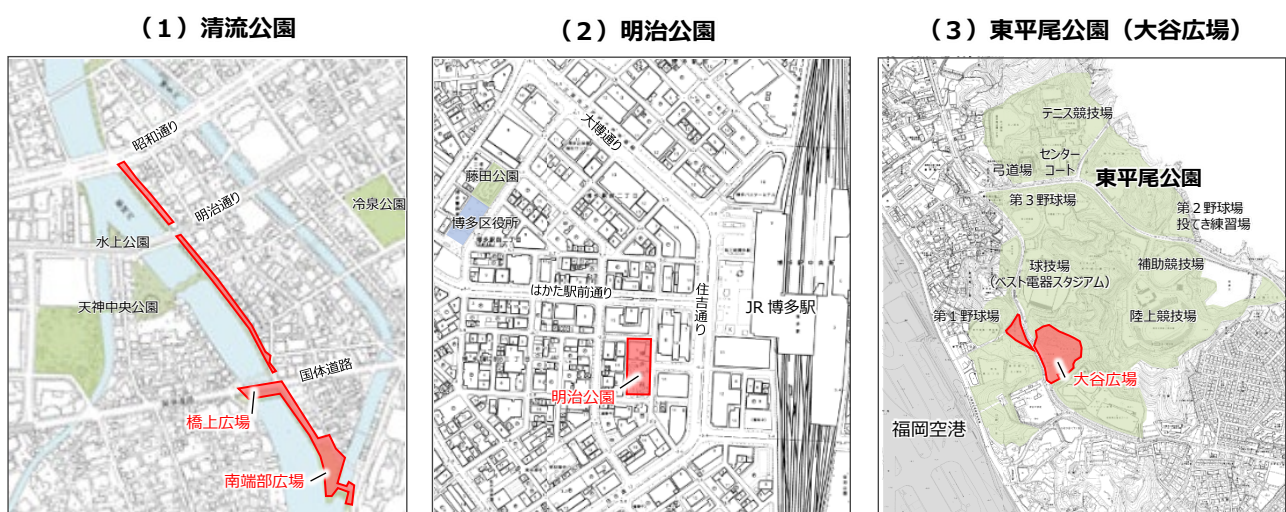 （１）清流公園
昭和通り
明治通り
冷泉公園
水上公園
天神中央公園
国体道路
橋上広場
南端部広場
（２）明治公園
大博通り
藤田公園
博多区役所
はかた駅前通り
住吉通り
JR 博多駅
明治公園
（３）東平尾公園（大谷広場）
テニス競技場
センター
コート
弓道場
東平尾公園
第３野球場
第２野球場
投てき練習場
球技場
（ベスト電器スタジアム）
補助競技場
第１野球場
陸上競技場
大谷広場
福岡空港